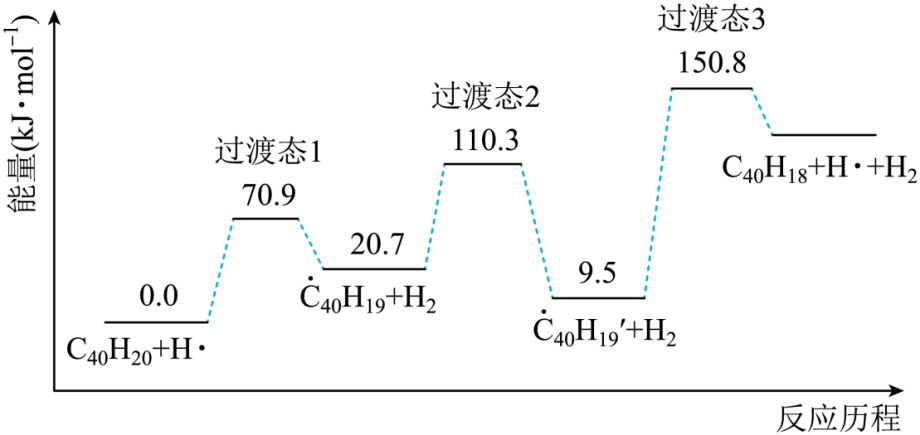 能量(kJ·mol⁻¹)
过渡态3
150.8
过渡态2
110.3
过渡态1
70.9
C₄₀H₁₈+H·+H₂
20.7
Ċ₄₀H₁₉+H₂
9.5
Ċ₄₀H₁₉′+H₂
0.0
C₄₀H₂₀+H·
反应历程